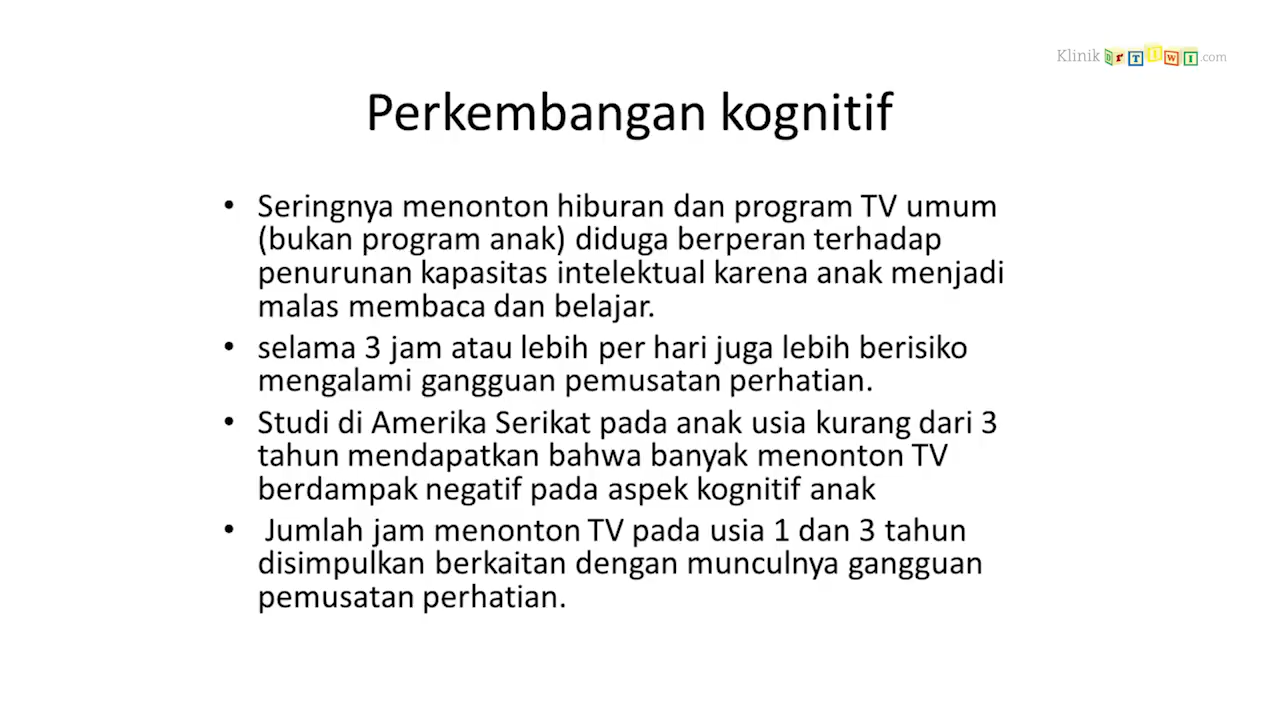 Klinik DrTIWI.com
Perkembangan kognitif
• Seringnya menonton hiburan dan program TV umum
(bukan program anak) diduga berperan terhadap
penurunan kapasitas intelektual karena anak menjadi
malas membaca dan belajar.
• selama 3 jam atau lebih per hari juga lebih berisiko
mengalami gangguan pemusatan perhatian.
• Studi di Amerika Serikat pada anak usia kurang dari 3
tahun mendapatkan bahwa banyak menonton TV
berdampak negatif pada aspek kognitif anak
• Jumlah jam menonton TV pada usia 1 dan 3 tahun
disimpulkan berkaitan dengan munculnya gangguan
pemusatan perhatian.